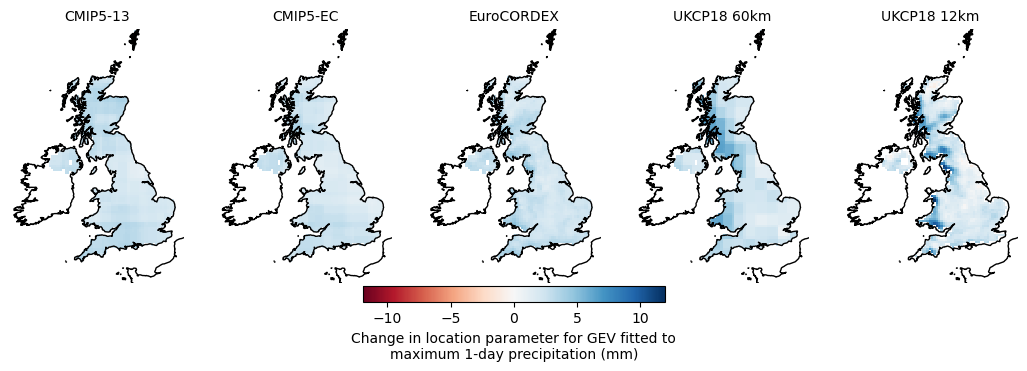 CMIP5-13 CMIP5-EC EuroCORDEX UKCP18 60km UKCP18 12km
−10 −5 0 5 10
Change in location parameter for GEV fitted to
maximum 1-day precipitation (mm)